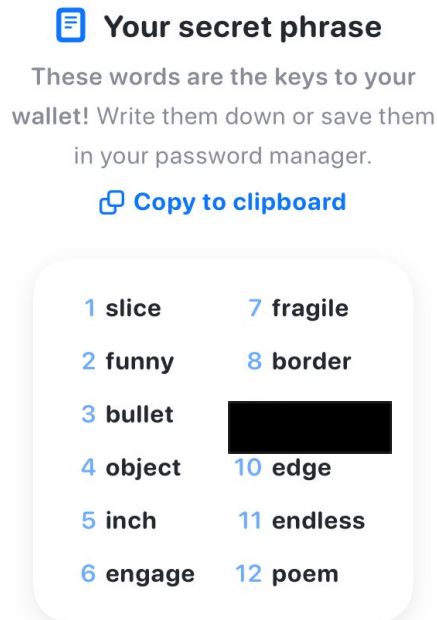 Your secret phrase
These words are the keys to your
wallet! Write them down or save them
in your password manager.
Copy to clipboard
1 slice
2 funny
3 bullet
4 object
5 inch
6 engage
7 fragile
8 border
10 edge
11 endless
12 poem